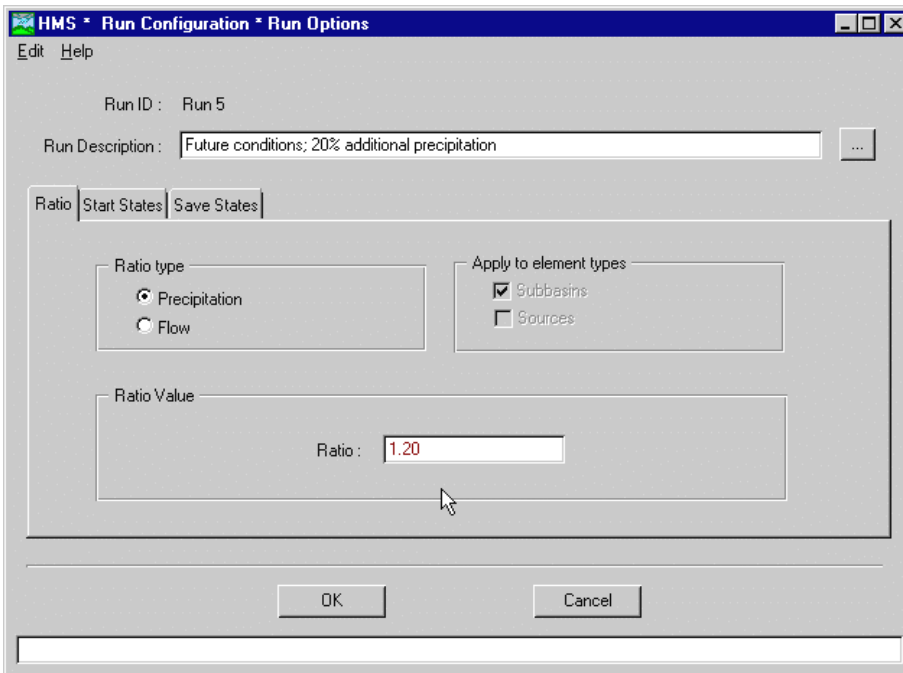 HMS * Run Configuration * Run Options
Edit Help
Run ID : Run 5
Run Description : Future conditions; 20% additional precipitation ...
Ratio Start States Save States
Ratio type
Precipitation
Flow
Apply to element types
Subbasins
Sources
Ratio Value
Ratio : 1.20
OK Cancel